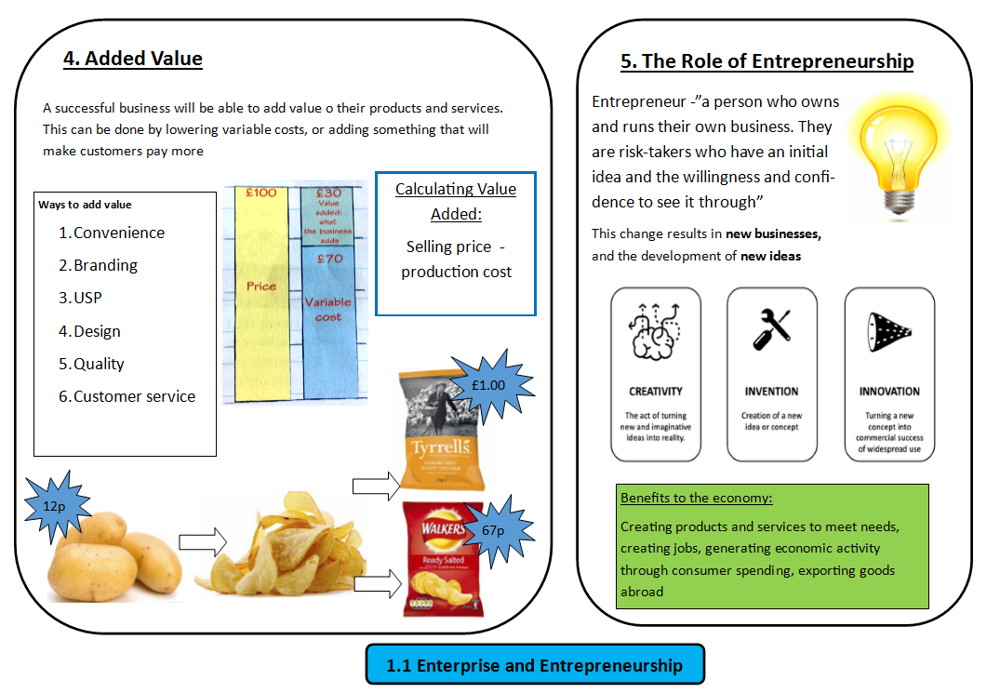 4. Added Value
A successful business will be able to add value o their products and services.
This can be done by lowering variable costs, or adding something that will
make customers pay more
Ways to add value
1. Convenience
2. Branding
3. USP
4. Design
5. Quality
6. Customer service
£100
Price
£30
Value
added:
what
the business
adds
£70
Variable
cost
Calculating Value
Added:
Selling price -
production cost
£1.00
Tyrrells
12p
WALKERS
67p
Ready Salted
5. The Role of Entrepreneurship
Entrepreneur -”a person who owns
and runs their own business. They
are risk-takers who have an initial
idea and the willingness and confi-
dence to see it through”
This change results in new businesses,
and the development of new ideas
CREATIVITY
The act of turning
new and imaginative
ideas into reality.
INVENTION
Creation of a new
idea or concept
INNOVATION
Turning a new
concept into
commercial success
of widespread use
Benefits to the economy:
Creating products and services to meet needs,
creating jobs, generating economic activity
through consumer spending, exporting goods
abroad
1.1 Enterprise and Entrepreneurship